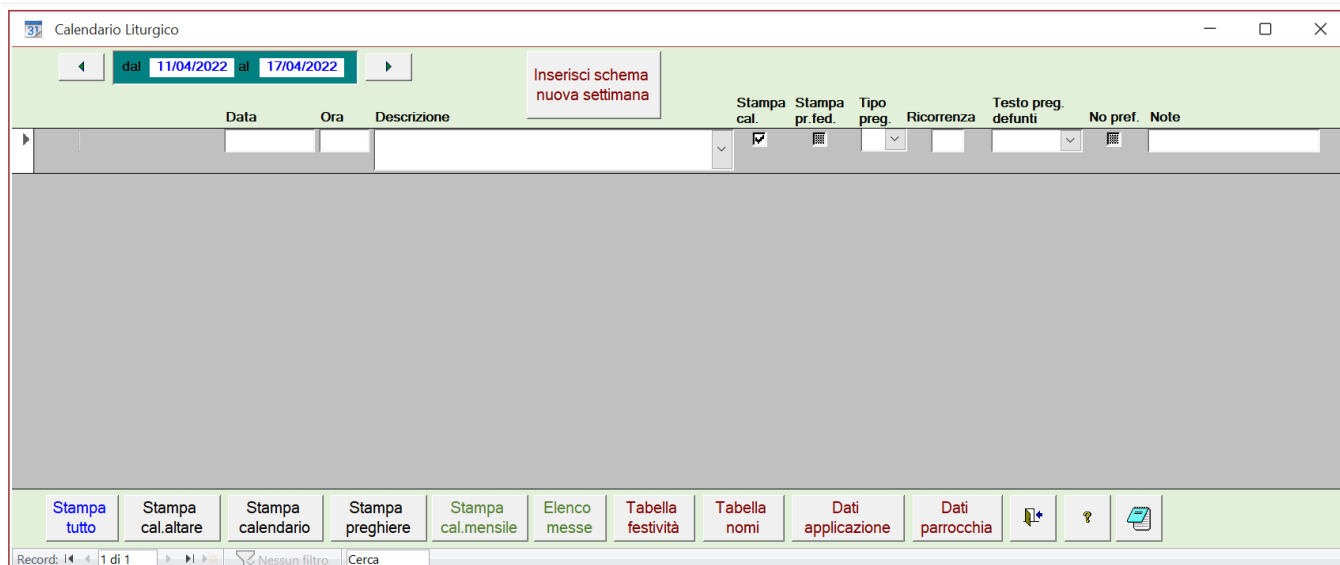 31 Calendario Liturgico
dal 11/04/2022 al 17/04/2022
Inserisci schema
nuova settimana
Data Ora Descrizione Stampa cal. Stampa pr.fed. Tipo preg. Ricorrenza Testo preg. defunti No pref. Note
Stampa tutto
Stampa cal.altare
Stampa calendario
Stampa preghiere
Stampa cal.mensile
Elenco messe
Tabella festività
Tabella nomi
Dati applicazione
Dati parrocchia
?
Record: 1 di 1 Nessun filtro Cerca